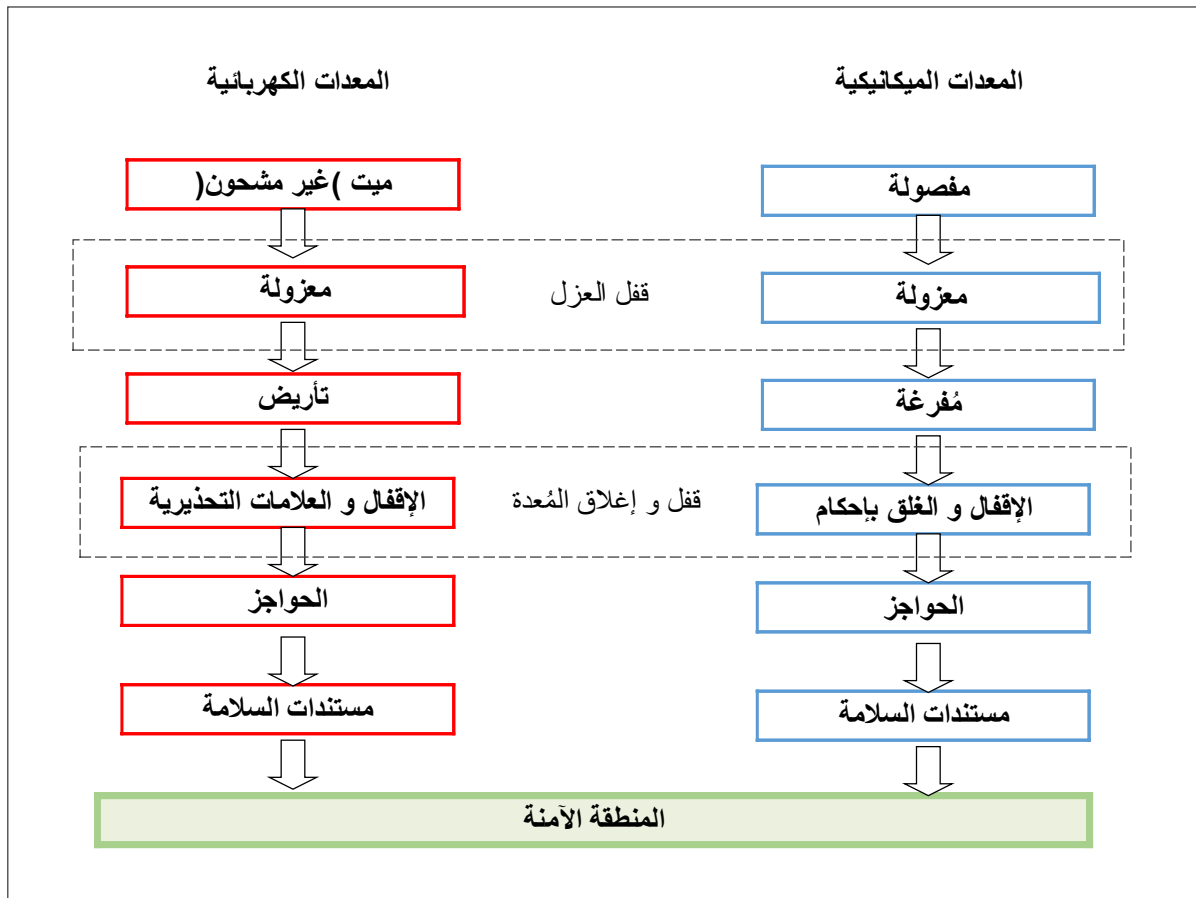 المعدات الميكانيكية
المعدات الكهربائية
مفصولة
ميت )غير مشحون(
معزولة
قفل العزل
معزولة
مُفرغة
تأريض
الإقفال و الغلق بإحكام
قفل و إغلاق المُعدة
الإقفال و العلامات التحذيرية
الحواجز
الحواجز
مستندات السلامة
مستندات السلامة
المنطقة الآمنة